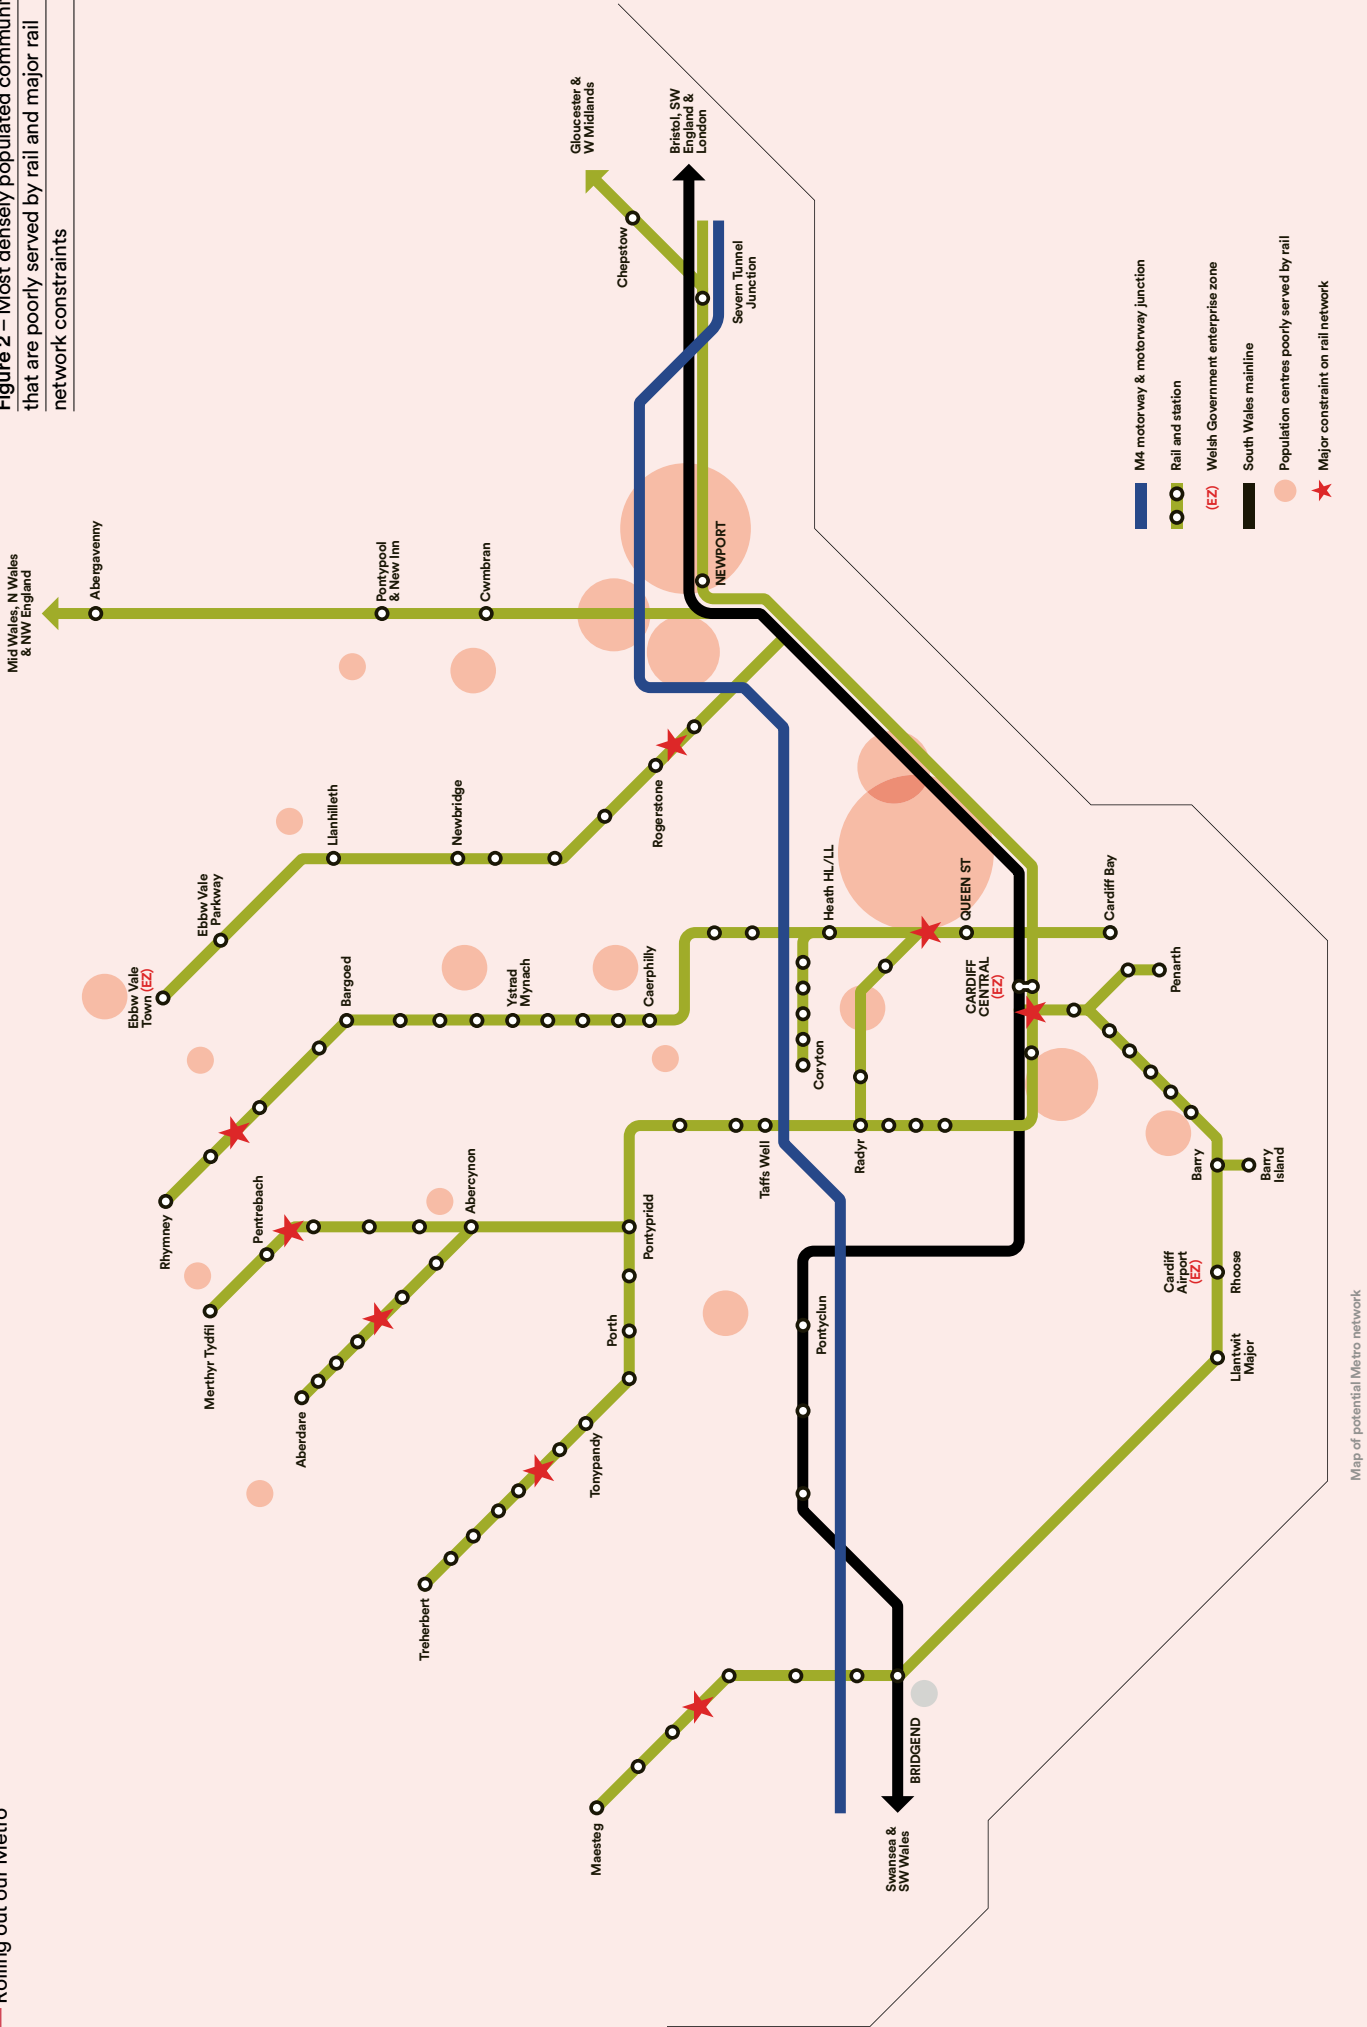 Rolling out our Metro
Figure 2 – Most densely populated
that are poorly served by rail and major rail
network constraints
Mid Wales, N Wales
& NW England
Abergavenny
Pontypool
& New Inn
Cwmbran
Gloucester &
W Midlands
Bristol, SW
England &
London
Chepstow
Severn Tunnel
Junction
NEWPORT
Ebbw Vale
Town (EZ)
Ebbw Vale
Parkway
Llanhilleth
Newbridge
Rogerstone
Rhymney
Bargoed
Ystrad
Mynach
Caerphilly
Heath HL/LL
QUEEN ST
Cardiff Bay
Coryton
CARDIFF
CENTRAL
(EZ)
Penarth
Merthyr Tydfil
Pentrebach
Abercynon
Pontypridd
Taffs Well
Radyr
Aberdare
Porth
Tonypandy
Treherbert
Barry
Barry
Island
Cardiff
Airport
(EZ)
Rhoose
Llantwit
Major
Pontyclun
Maesteg
BRIDGEND
Swansea &
SW Wales
M4 motorway & motorway junction
Rail and station
(EZ) Welsh Government enterprise zone
South Wales mainline
Population centres poorly served by rail
Major constraint on rail network
Map of potential Metro network